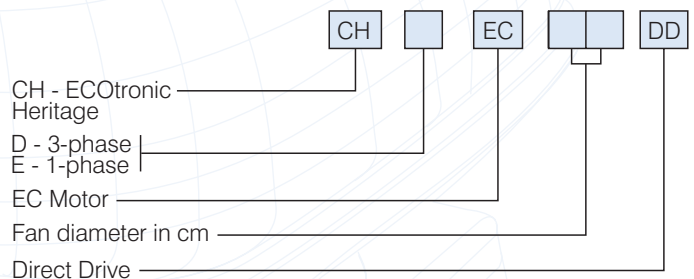 CH EC DD
CH - ECOtronic
Heritage
D - 3-phase
E - 1-phase
EC Motor
Fan diameter in cm
Direct Drive